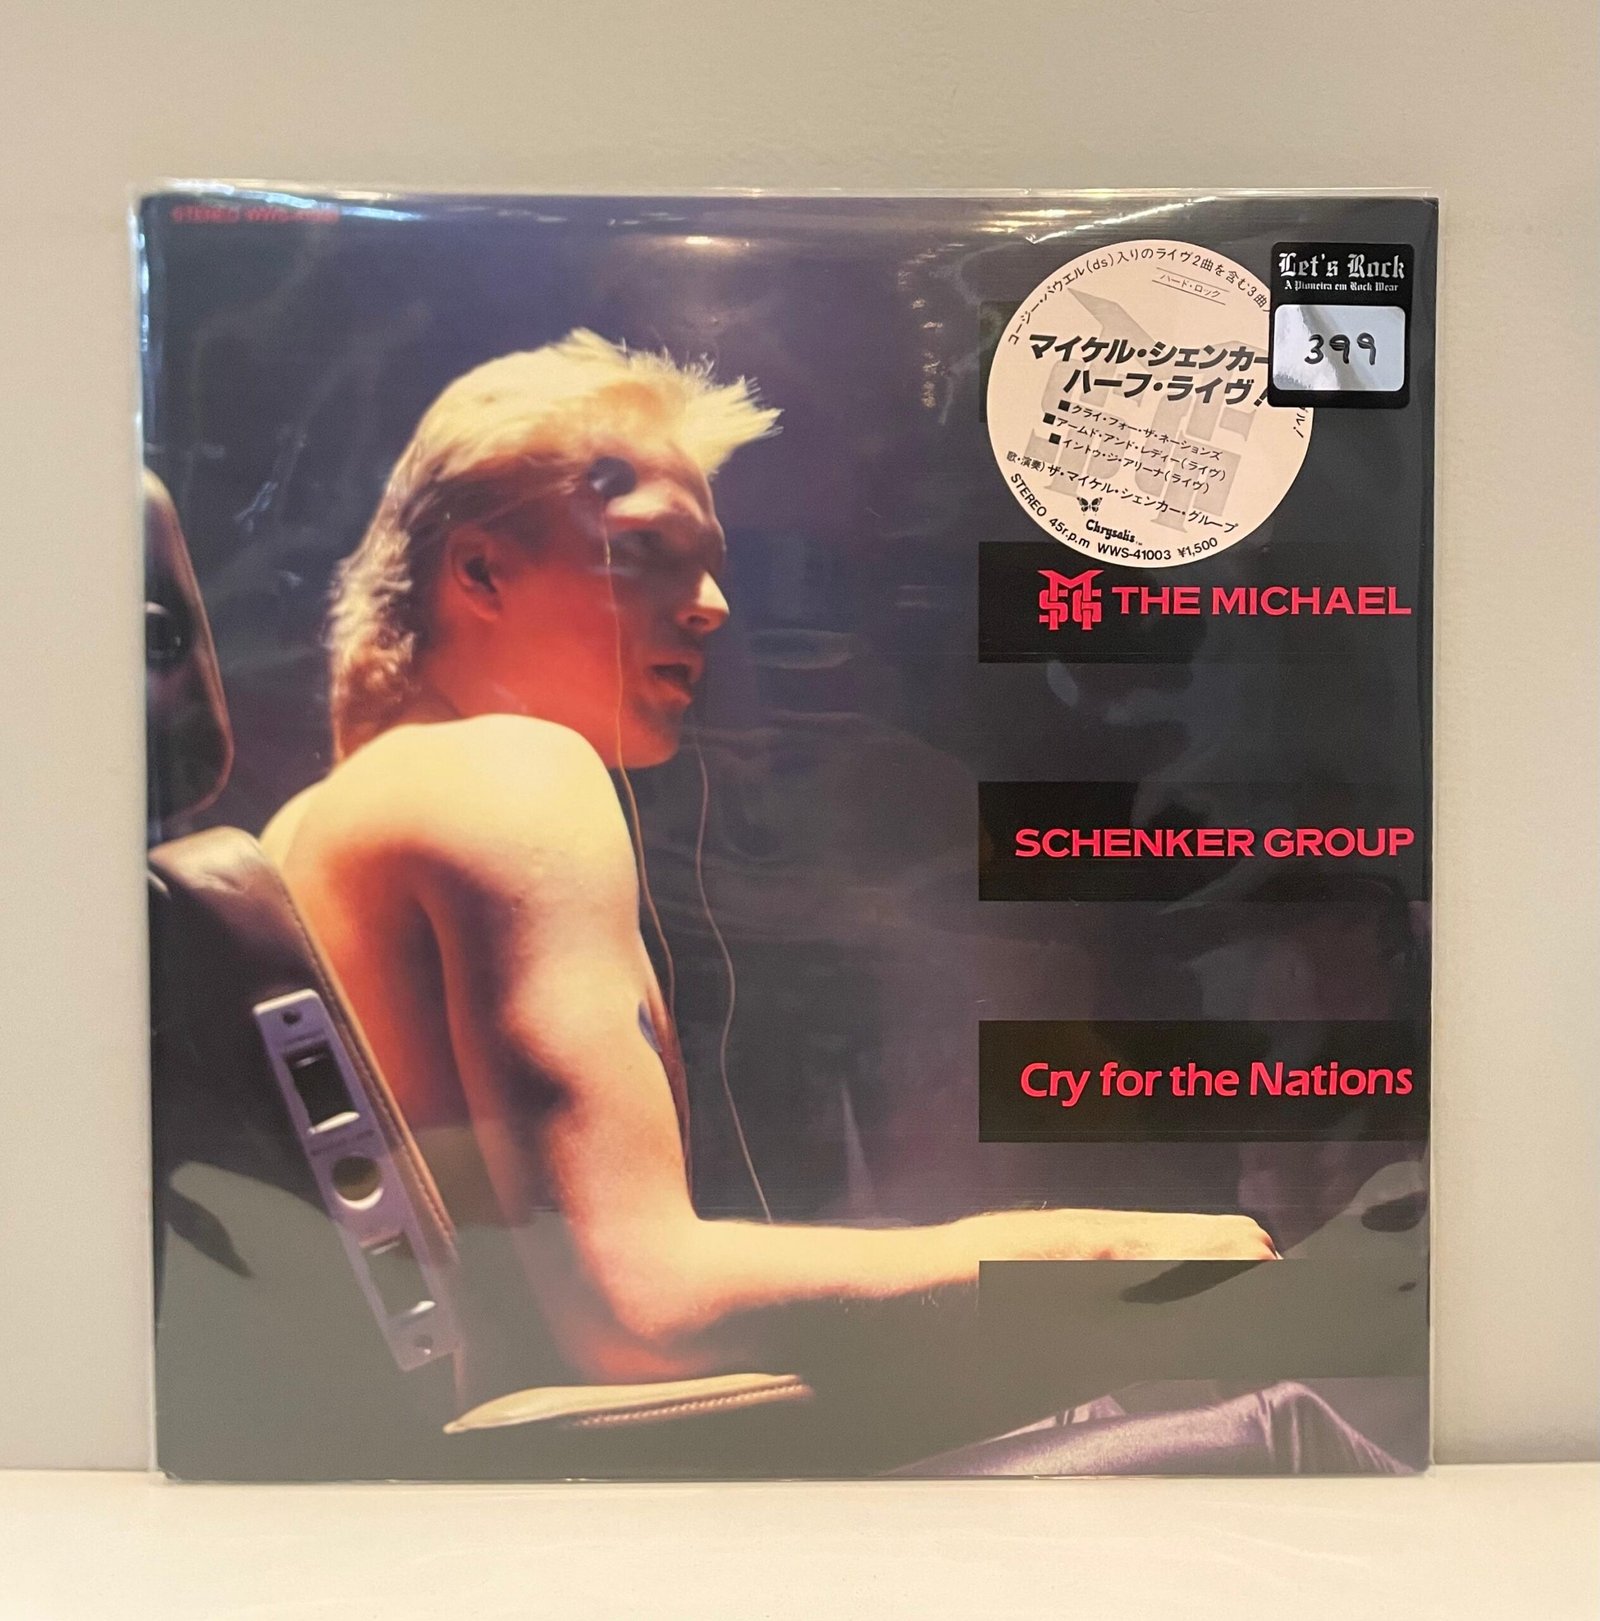 STEREO WWS-
コージー・パウエル(ds)入りのライヴ2曲を含む3曲
ハード・ロック
マイケル・シェンカー
ハーフ・ライヴ!
■クライ・フォー・ザ・ネーションズ
■アームド・アンド・レディー(ライヴ)
■イントゥ・ジ・アリーナ(ライヴ)
歌・演奏)ザ・マイケル・シェンカー・グループ
Chrysalis
STEREO 45r.p.m WWS-41003 ¥1,500
Let's Rock
A Pioneira em Rock Wear
399
MSG THE MICHAEL
SCHENKER GROUP
Cry for the Nations